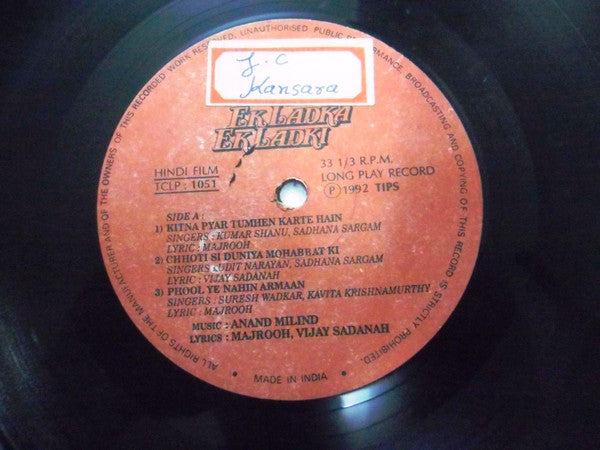 J. C
Kansara
EK LADKA
EK LADKI
HINDI FILM
TCLP : 1051
33 1/3 R.P.M.
LONG PLAY RECORD
Ⓟ 1992 TIPS
SIDE A :
1) KITNA PYAR TUMHEN KARTE HAIN
SINGERS : KUMAR SHANU, SADHANA SARGAM
LYRIC : MAJROOH
2) CHHOTI SI DUNIYA MOHABBAT KI
SINGERS UDIT NARAYAN, SADHANA SARGAM
LYRIC : VIJAY SADANAH
3) PHOOL YE NAHIN ARMAAN
SINGERS : SURESH WADKAR, KAVITA KRISHNAMURTHY
LYRIC : MAJROOH
MUSIC : ANAND MILIND
LYRICS : MAJROOH, VIJAY SADANAH
ALL RIGHTS OF THE MANUFACTURER AND OF THE OWNERS OF THIS RECORDED WORK RESERVED, UNAUTHORISED PUBLIC PERFORMANCE, BROADCASTING AND COPYING OF THIS RECORD IS STRICTLY PROHIBITED.
• MADE IN INDIA •